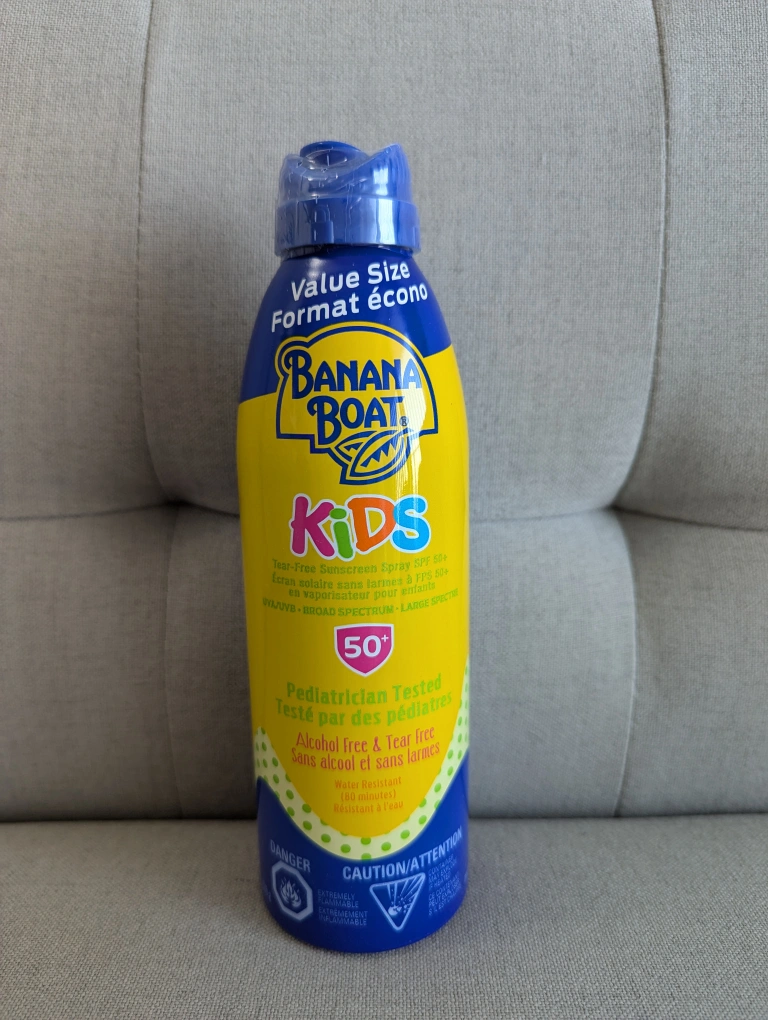 Value Size
Format écono
BANANA
BOAT®
KiDS
Tear-Free Sunscreen Spray SPF 50+
Écran solaire sans larmes à FPS 50+
en vaporisateur pour enfants
UVA/UVB • BROAD SPECTRUM • LARGE SPECTRE
50+
Pediatrician Tested
Testé par des pédiatres
Alcohol Free & Tear Free
Sans alcool et sans larmes
Water Resistant
(80 minutes)
Résistant à l'eau
DANGER
EXTREMELY
FLAMMABLE
EXTRÊMEMENT
INFLAMMABLE
CAUTION/ATTENTION